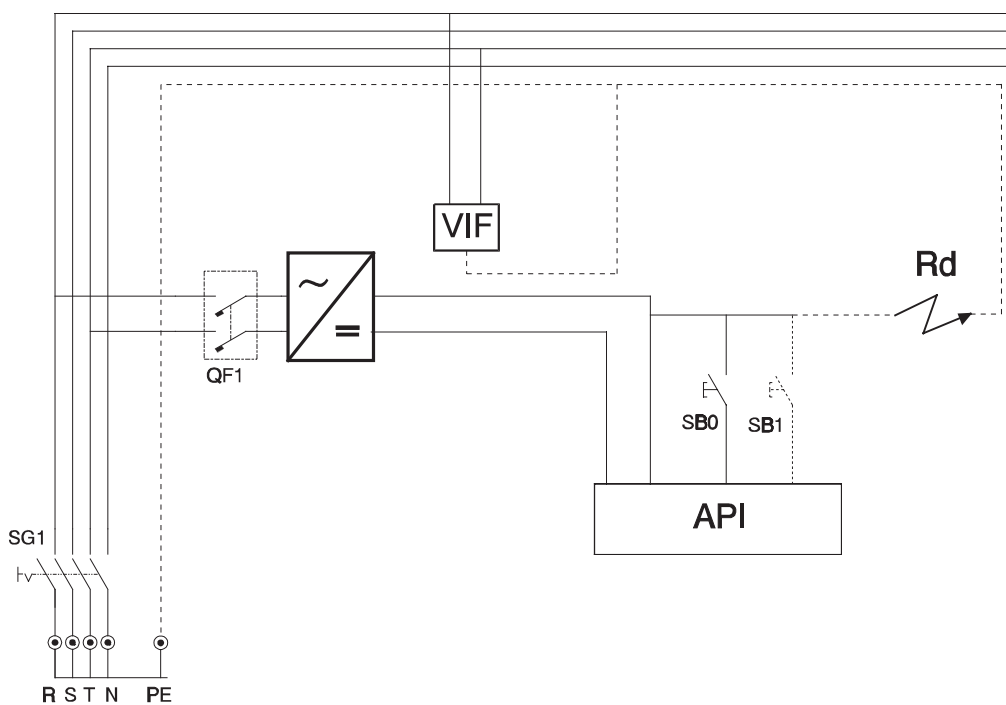 VIF
Rd
~
=
QF1
SB0 SB1
API
SG1
R S T N PE